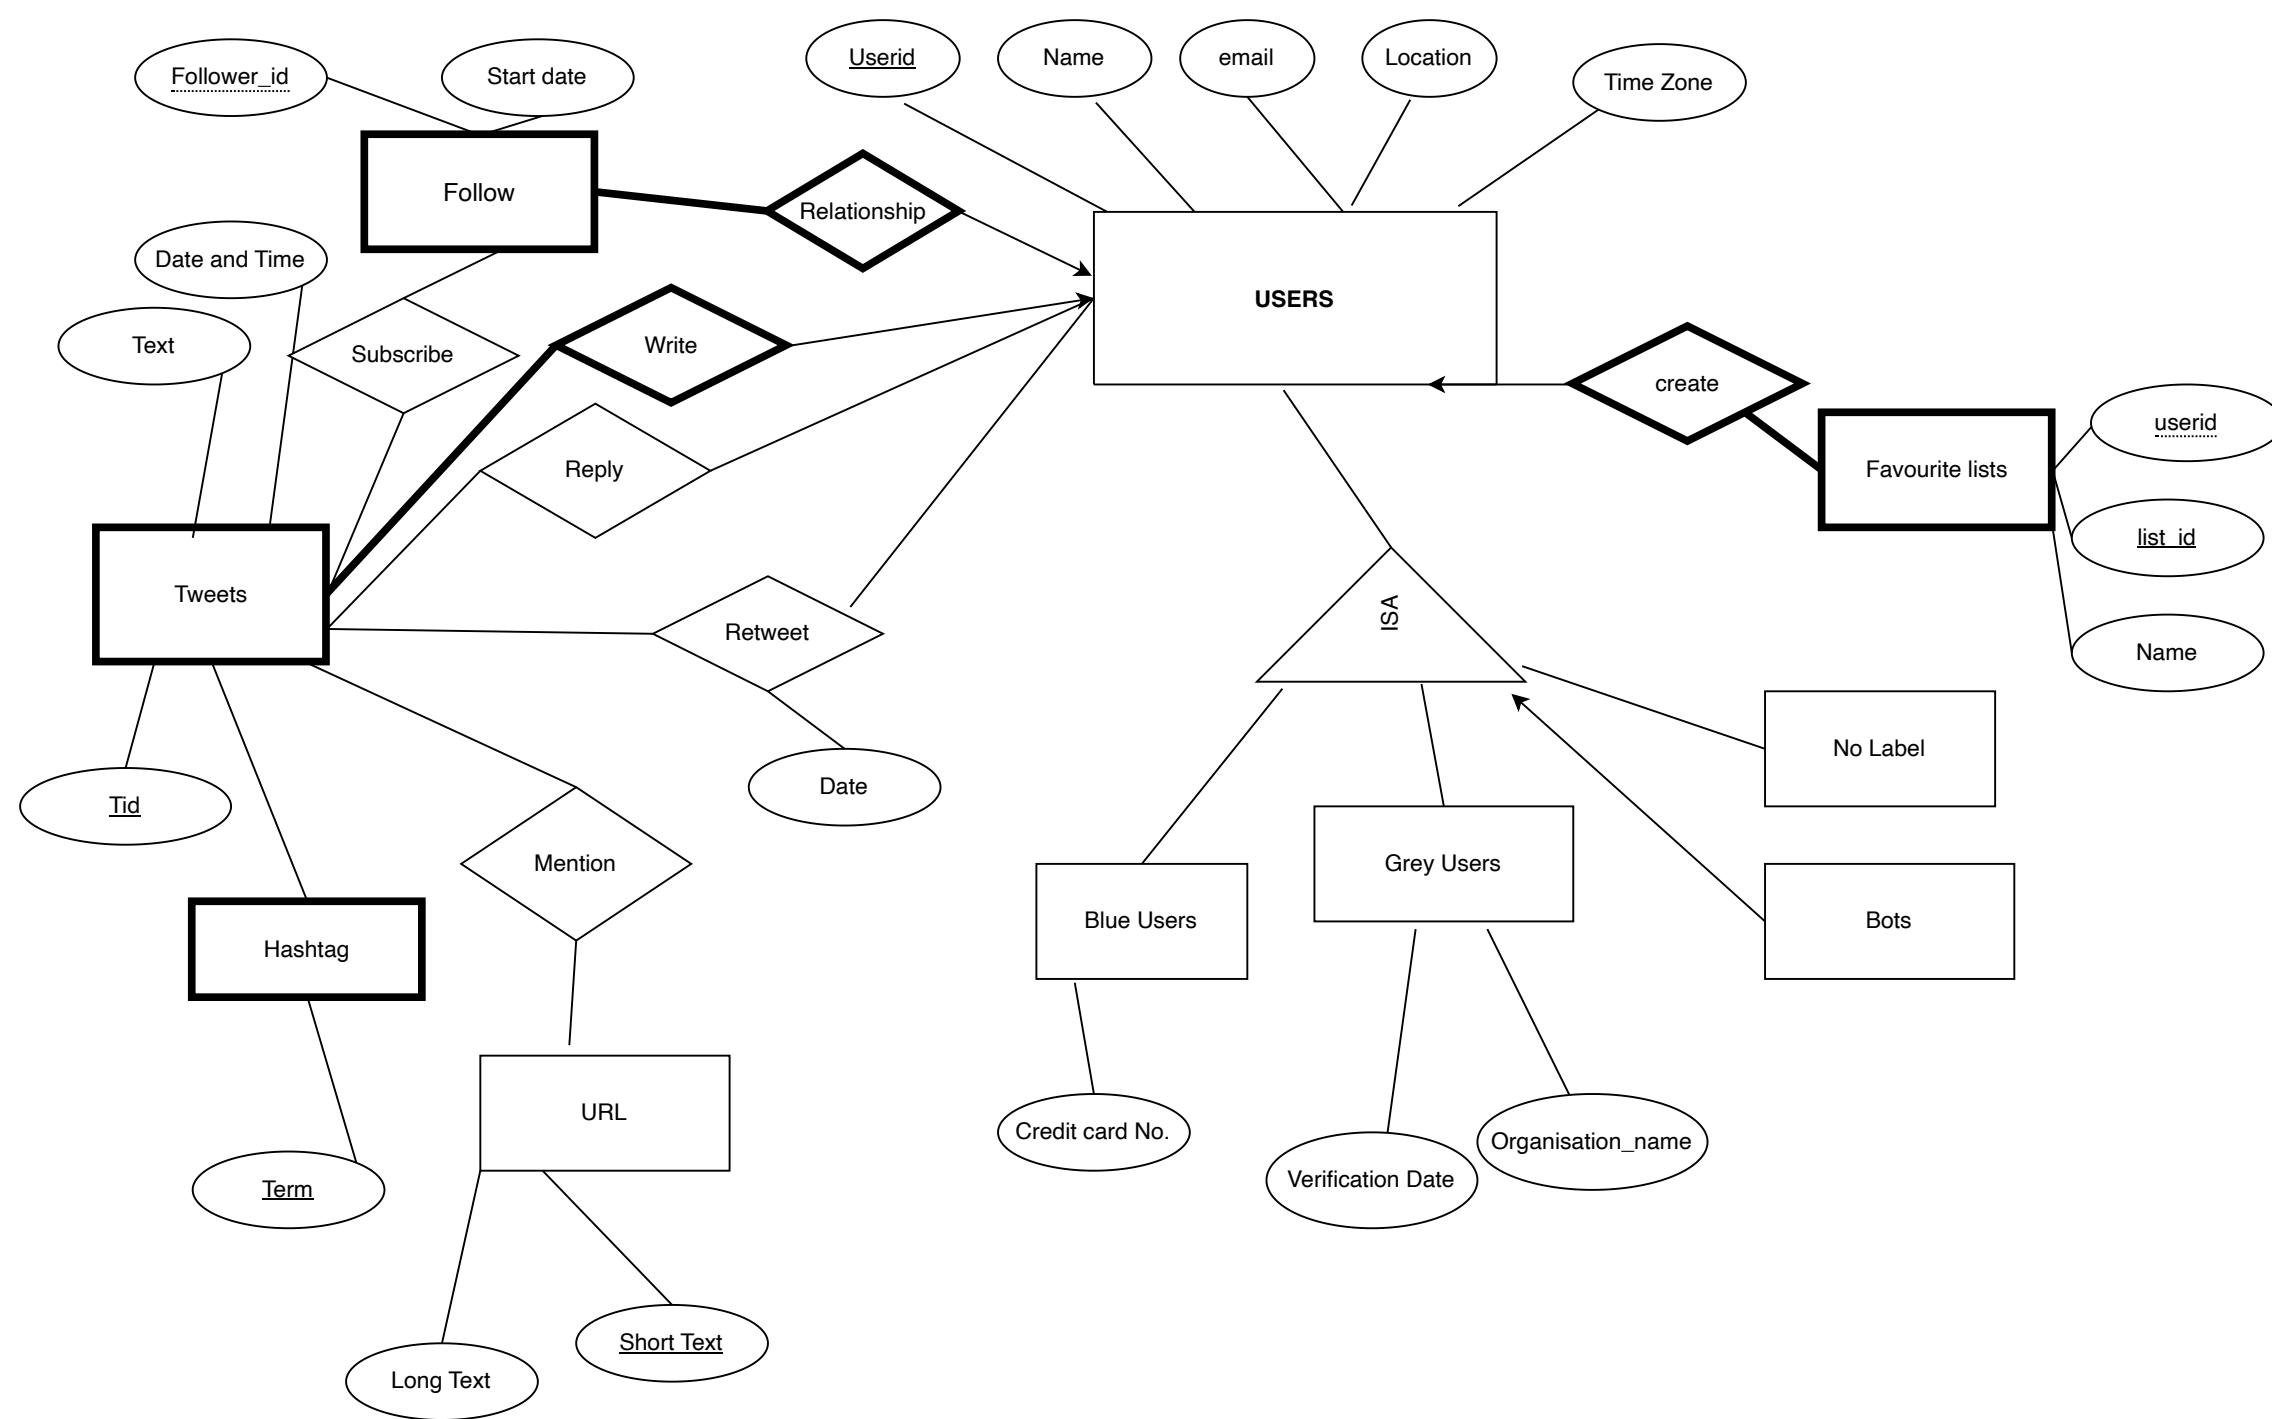 Userid
Name
email
Location
Time Zone
Follower_id
Start date
Follow
Relationship
Date and Time
USERS
Text
Subscribe
Write
create
userid
Reply
Favourite lists
list_id
Tweets
ISA
Retweet
Name
No Label
Date
Tid
Mention
Grey Users
Blue Users
Bots
Hashtag
URL
Credit card No.
Organisation_name
Verification Date
Term
Short Text
Long Text